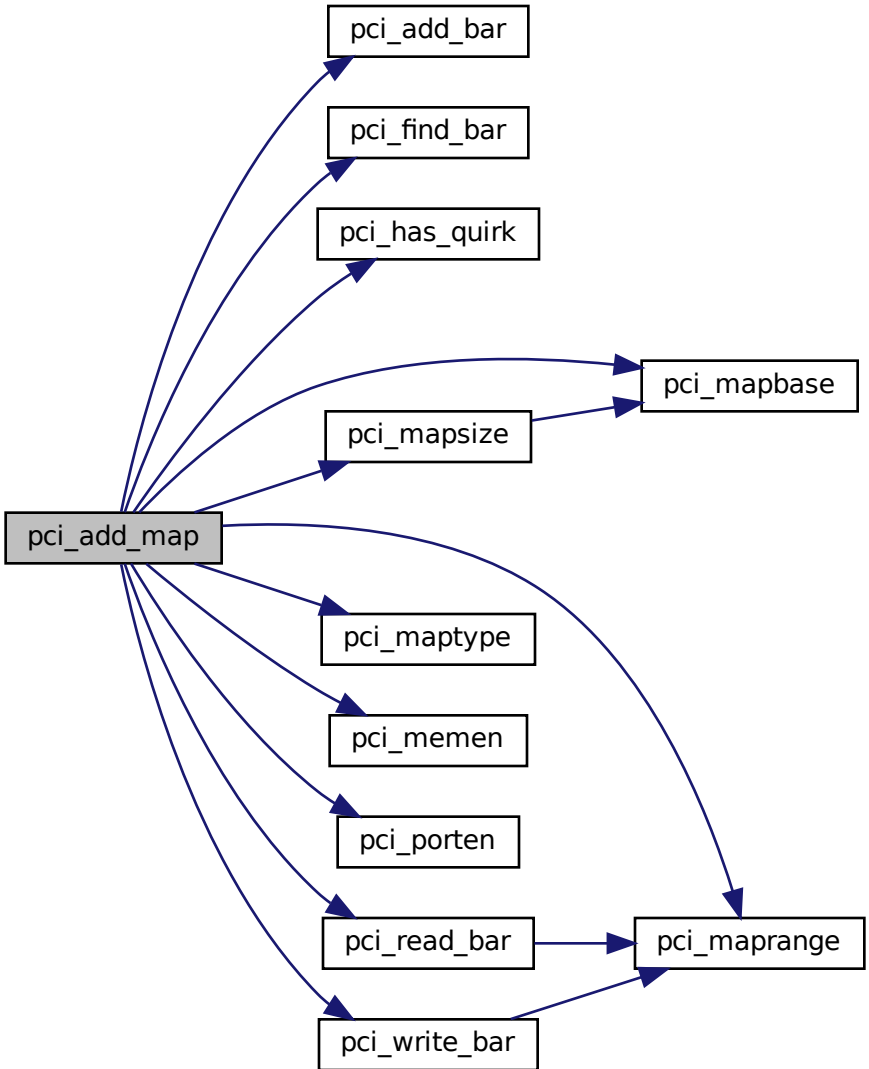 pci_add_bar
pci_find_bar
pci_has_quirk
pci_mapbase
pci_mapsize
pci_add_map
pci_maptype
pci_memen
pci_porten
pci_read_bar
pci_maprange
pci_write_bar